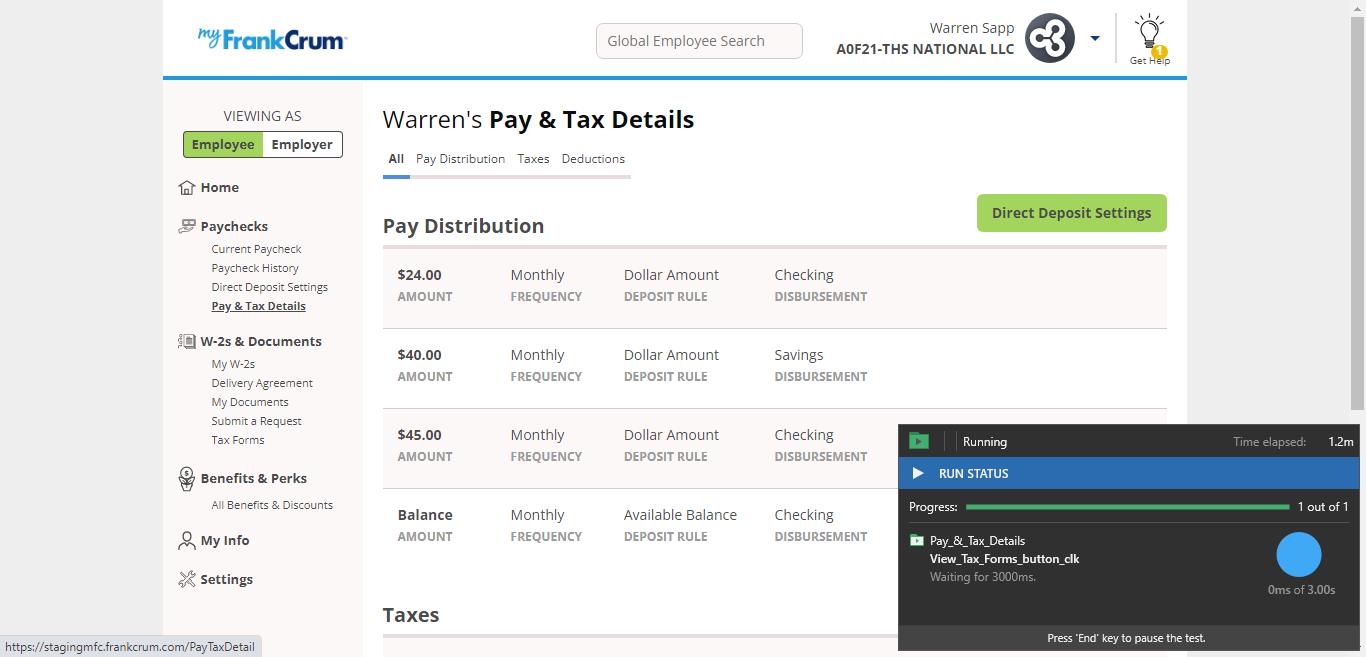 myFrankCrum
Global Employee Search
Warren Sapp
A0F21-THS NATIONAL LLC
1
Get Help
VIEWING AS
Employee Employer
Home
Paychecks
Current Paycheck
Paycheck History
Direct Deposit Settings
Pay & Tax Details
W-2s & Documents
My W-2s
Delivery Agreement
My Documents
Submit a Request
Tax Forms
Benefits & Perks
All Benefits & Discounts
My Info
Settings
Warren's Pay & Tax Details
All Pay Distribution Taxes Deductions
Direct Deposit Settings
Pay Distribution
$24.00 Monthly Dollar Amount Checking
AMOUNT FREQUENCY DEPOSIT RULE DISBURSEMENT
$40.00 Monthly Dollar Amount Savings
AMOUNT FREQUENCY DEPOSIT RULE DISBURSEMENT
$45.00 Monthly Dollar Amount Checking
AMOUNT FREQUENCY DEPOSIT RULE DISBURSEMENT
Balance Monthly Available Balance Checking
AMOUNT FREQUENCY DEPOSIT RULE DISBURSEMENT
Taxes
Running Time elapsed: 1.2m
RUN STATUS
Progress: 1 out of 1
Pay_&_Tax_Details
View_Tax_Forms_button_clk
Waiting for 3000ms.
0ms of 3.00s
Press 'End' key to pause the test.
https://stagingmfc.frankcrum.com/PayTaxDetail